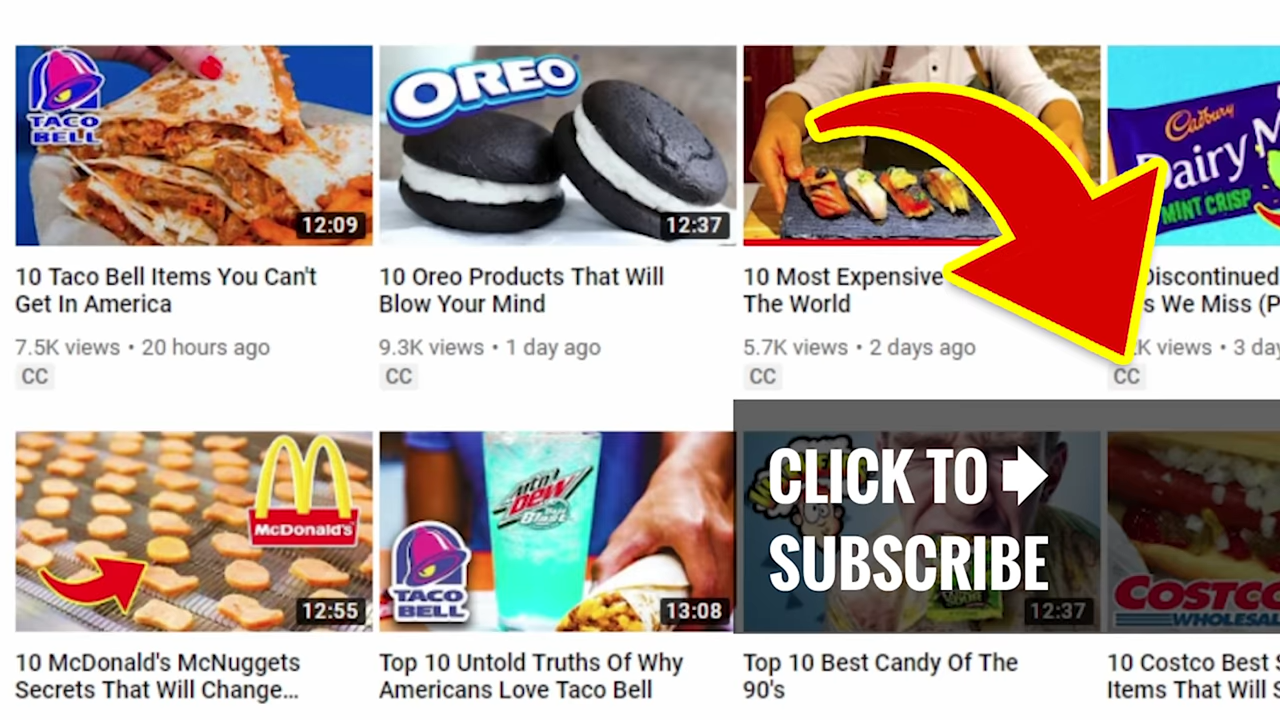 TACO
BELL
12:09
OREO
12:37
Cadbury
Dairy M
MINT CRISP
10 Taco Bell Items You Can't
Get In America
7.5K views • 20 hours ago
CC
10 Oreo Products That Will
Blow Your Mind
9.3K views • 1 day ago
CC
10 Most Expensive
The World
5.7K views • 2 days ago
CC
Discontinued
s We Miss (P
K views • 3 da
CC
McDonald's
12:55
mtn
DEW
Baja
Blast
TACO
BELL
13:08
CLICK TO
SUBSCRIBE
12:37
COSTCO
WHOLESAL
10 McDonald's McNuggets
Secrets That Will Change...
Top 10 Untold Truths Of Why
Americans Love Taco Bell
Top 10 Best Candy Of The
90's
10 Costco Best S
Items That Will S